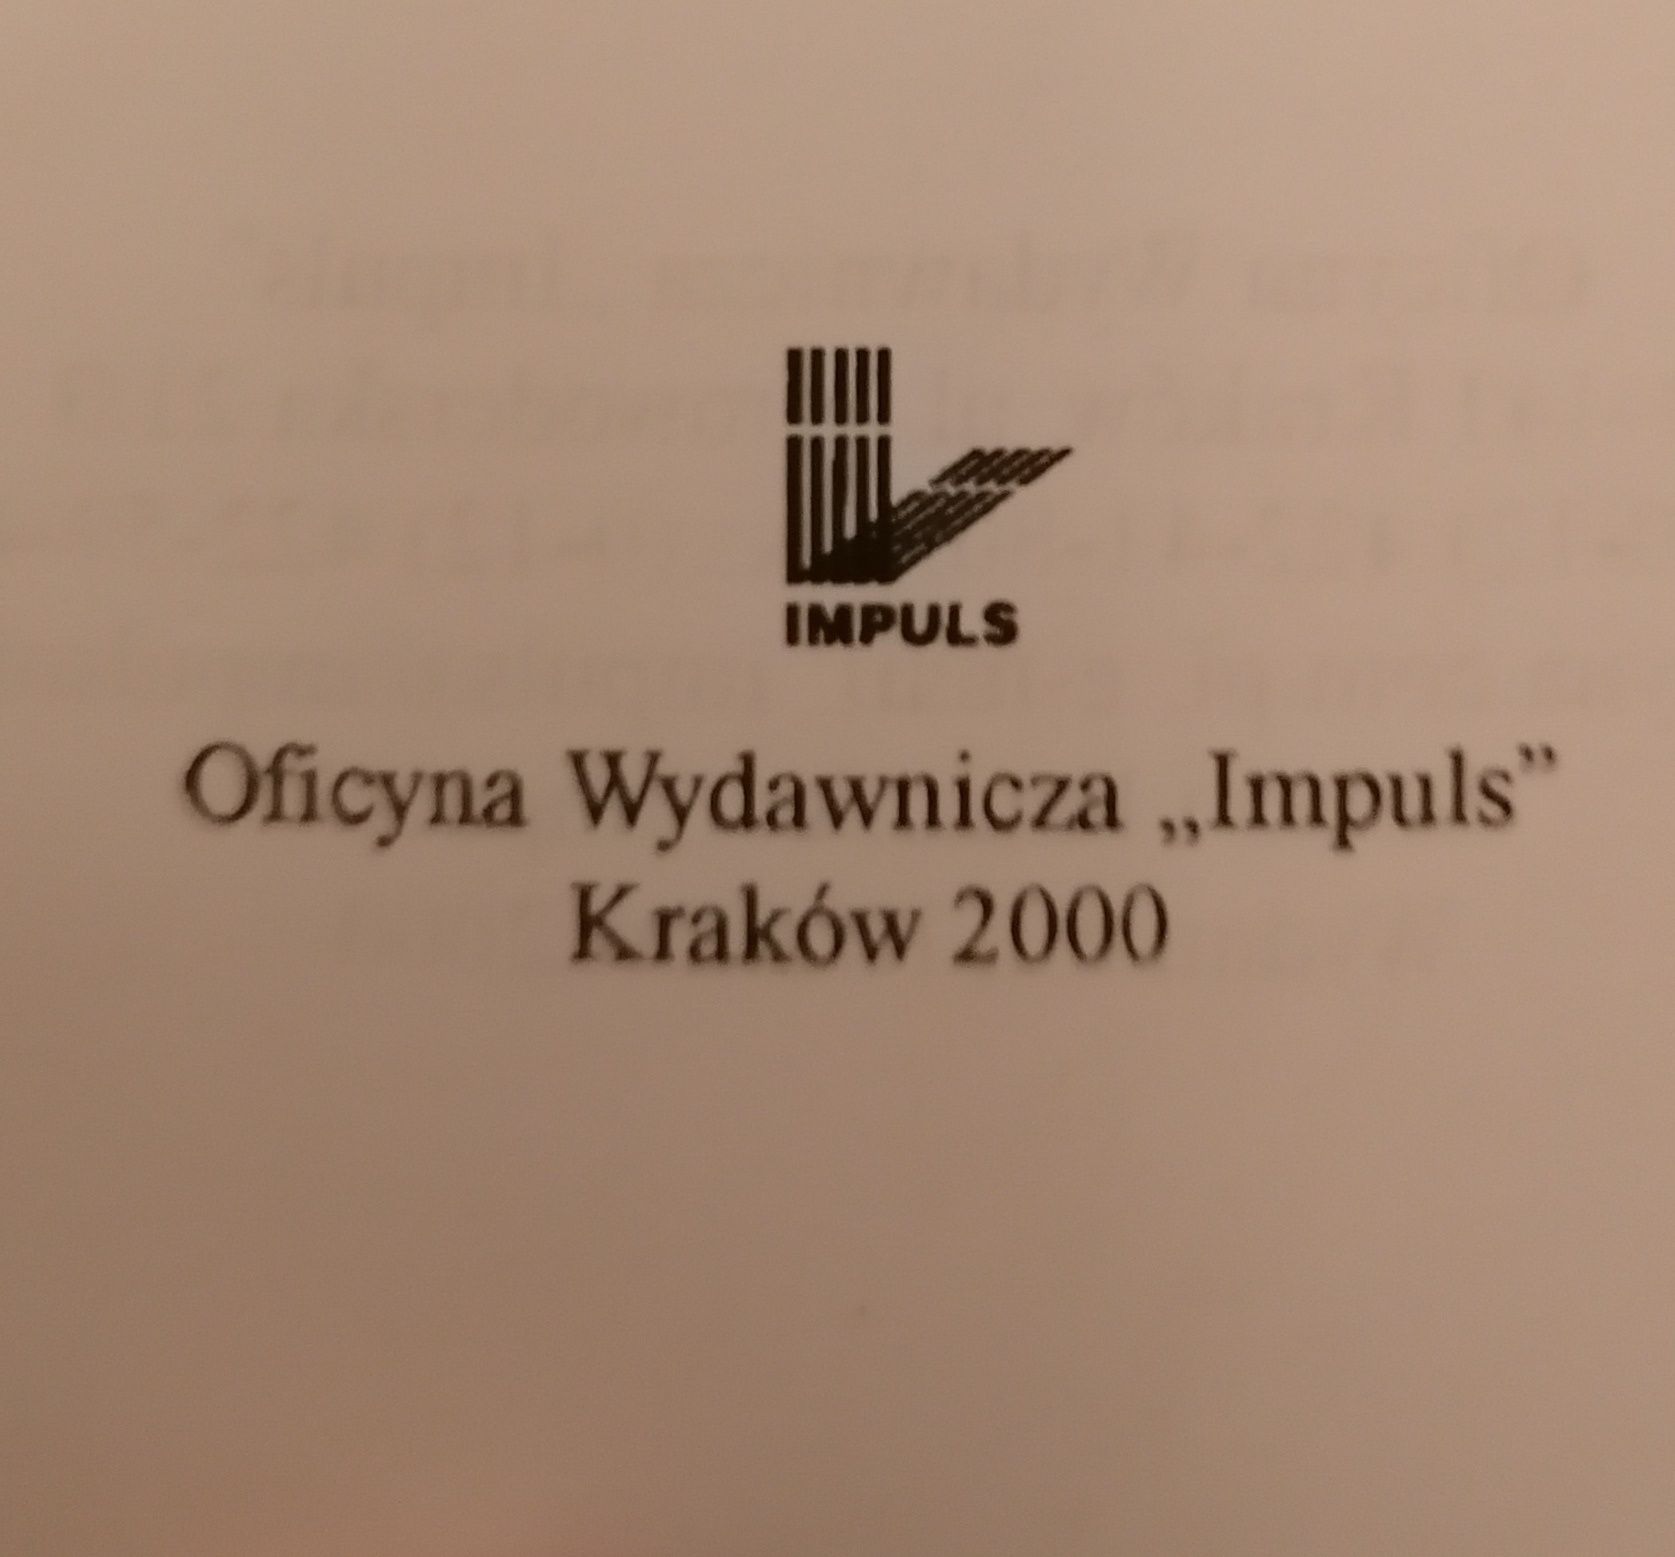 IMPULS
Oficyna Wydawnicza „Impuls”
Kraków 2000